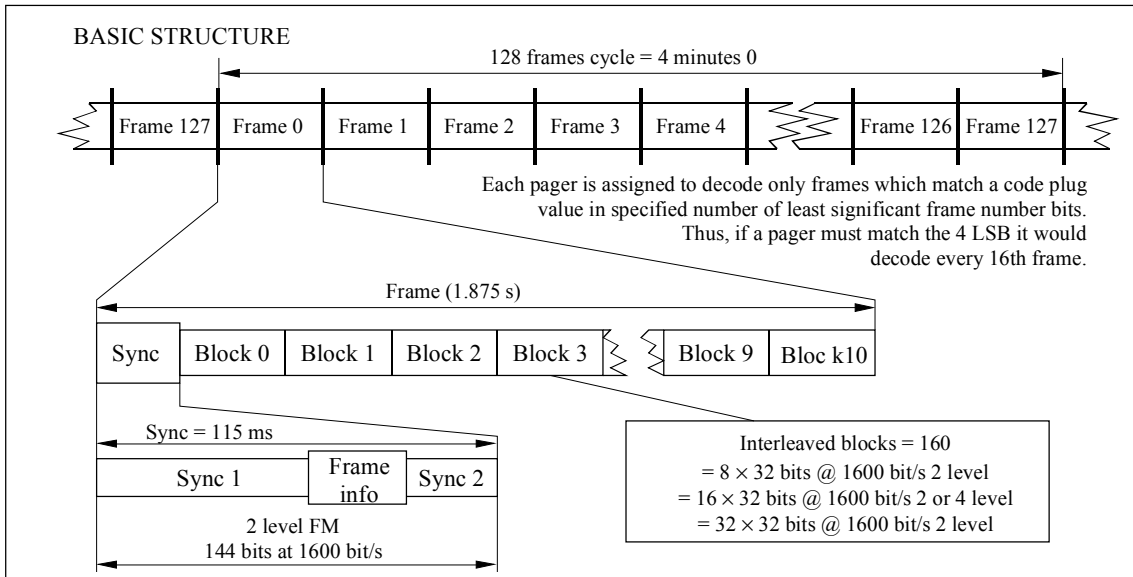 BASIC STRUCTURE
128 frames cycle = 4 minutes 0
Frame 127 Frame 0 Frame 1 Frame 2 Frame 3 Frame 4 Frame 126 Frame 127
Each pager is assigned to decode only frames which match a code plug
value in specified number of least significant frame number bits.
Thus, if a pager must match the 4 LSB it would
decode every 16th frame.
Frame (1.875 s)
Sync Block 0 Block 1 Block 2 Block 3 Block 9 Bloc k10
Sync = 115 ms
Sync 1 Frame info Sync 2
2 level FM
144 bits at 1600 bit/s
Interleaved blocks = 160
= 8 × 32 bits @ 1600 bit/s 2 level
= 16 × 32 bits @ 1600 bit/s 2 or 4 level
= 32 × 32 bits @ 1600 bit/s 2 level